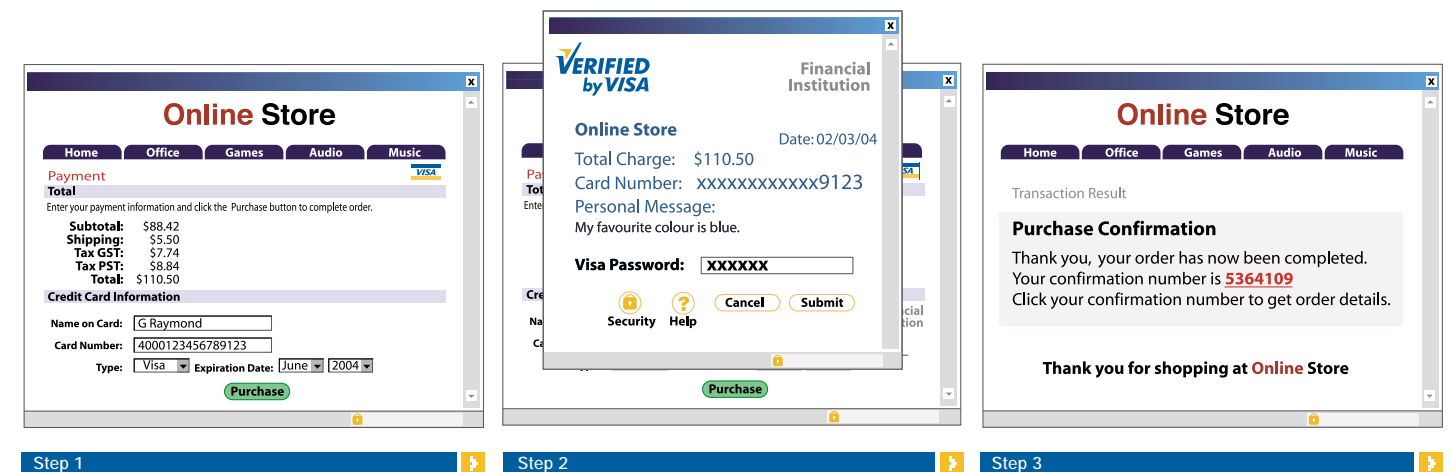 x
Online Store
Home Office Games Audio Music
Payment VISA
Total
Enter your payment information and click the Purchase button to complete order.
Subtotal: $88.42
Shipping: $5.50
Tax GST: $7.74
Tax PST: $8.84
Total: $110.50
Credit Card Information
Name on Card: G Raymond
Card Number: 4000123456789123
Type: Visa Expiration Date: June 2004
Purchase
Step 1
x
VERIFIED
by VISA
Financial
Institution
Online Store
Date: 02/03/04
Total Charge: $110.50
Card Number: xxxxxxxxxxxx9123
Personal Message:
My favourite colour is blue.
Visa Password: XXXXXX
Cancel Submit
Security Help
x
Purchase
Step 2
x
Online Store
Home Office Games Audio Music
Transaction Result
Purchase Confirmation
Thank you, your order has now been completed.
Your confirmation number is 5364109
Click your confirmation number to get order details.
Thank you for shopping at Online Store
Step 3